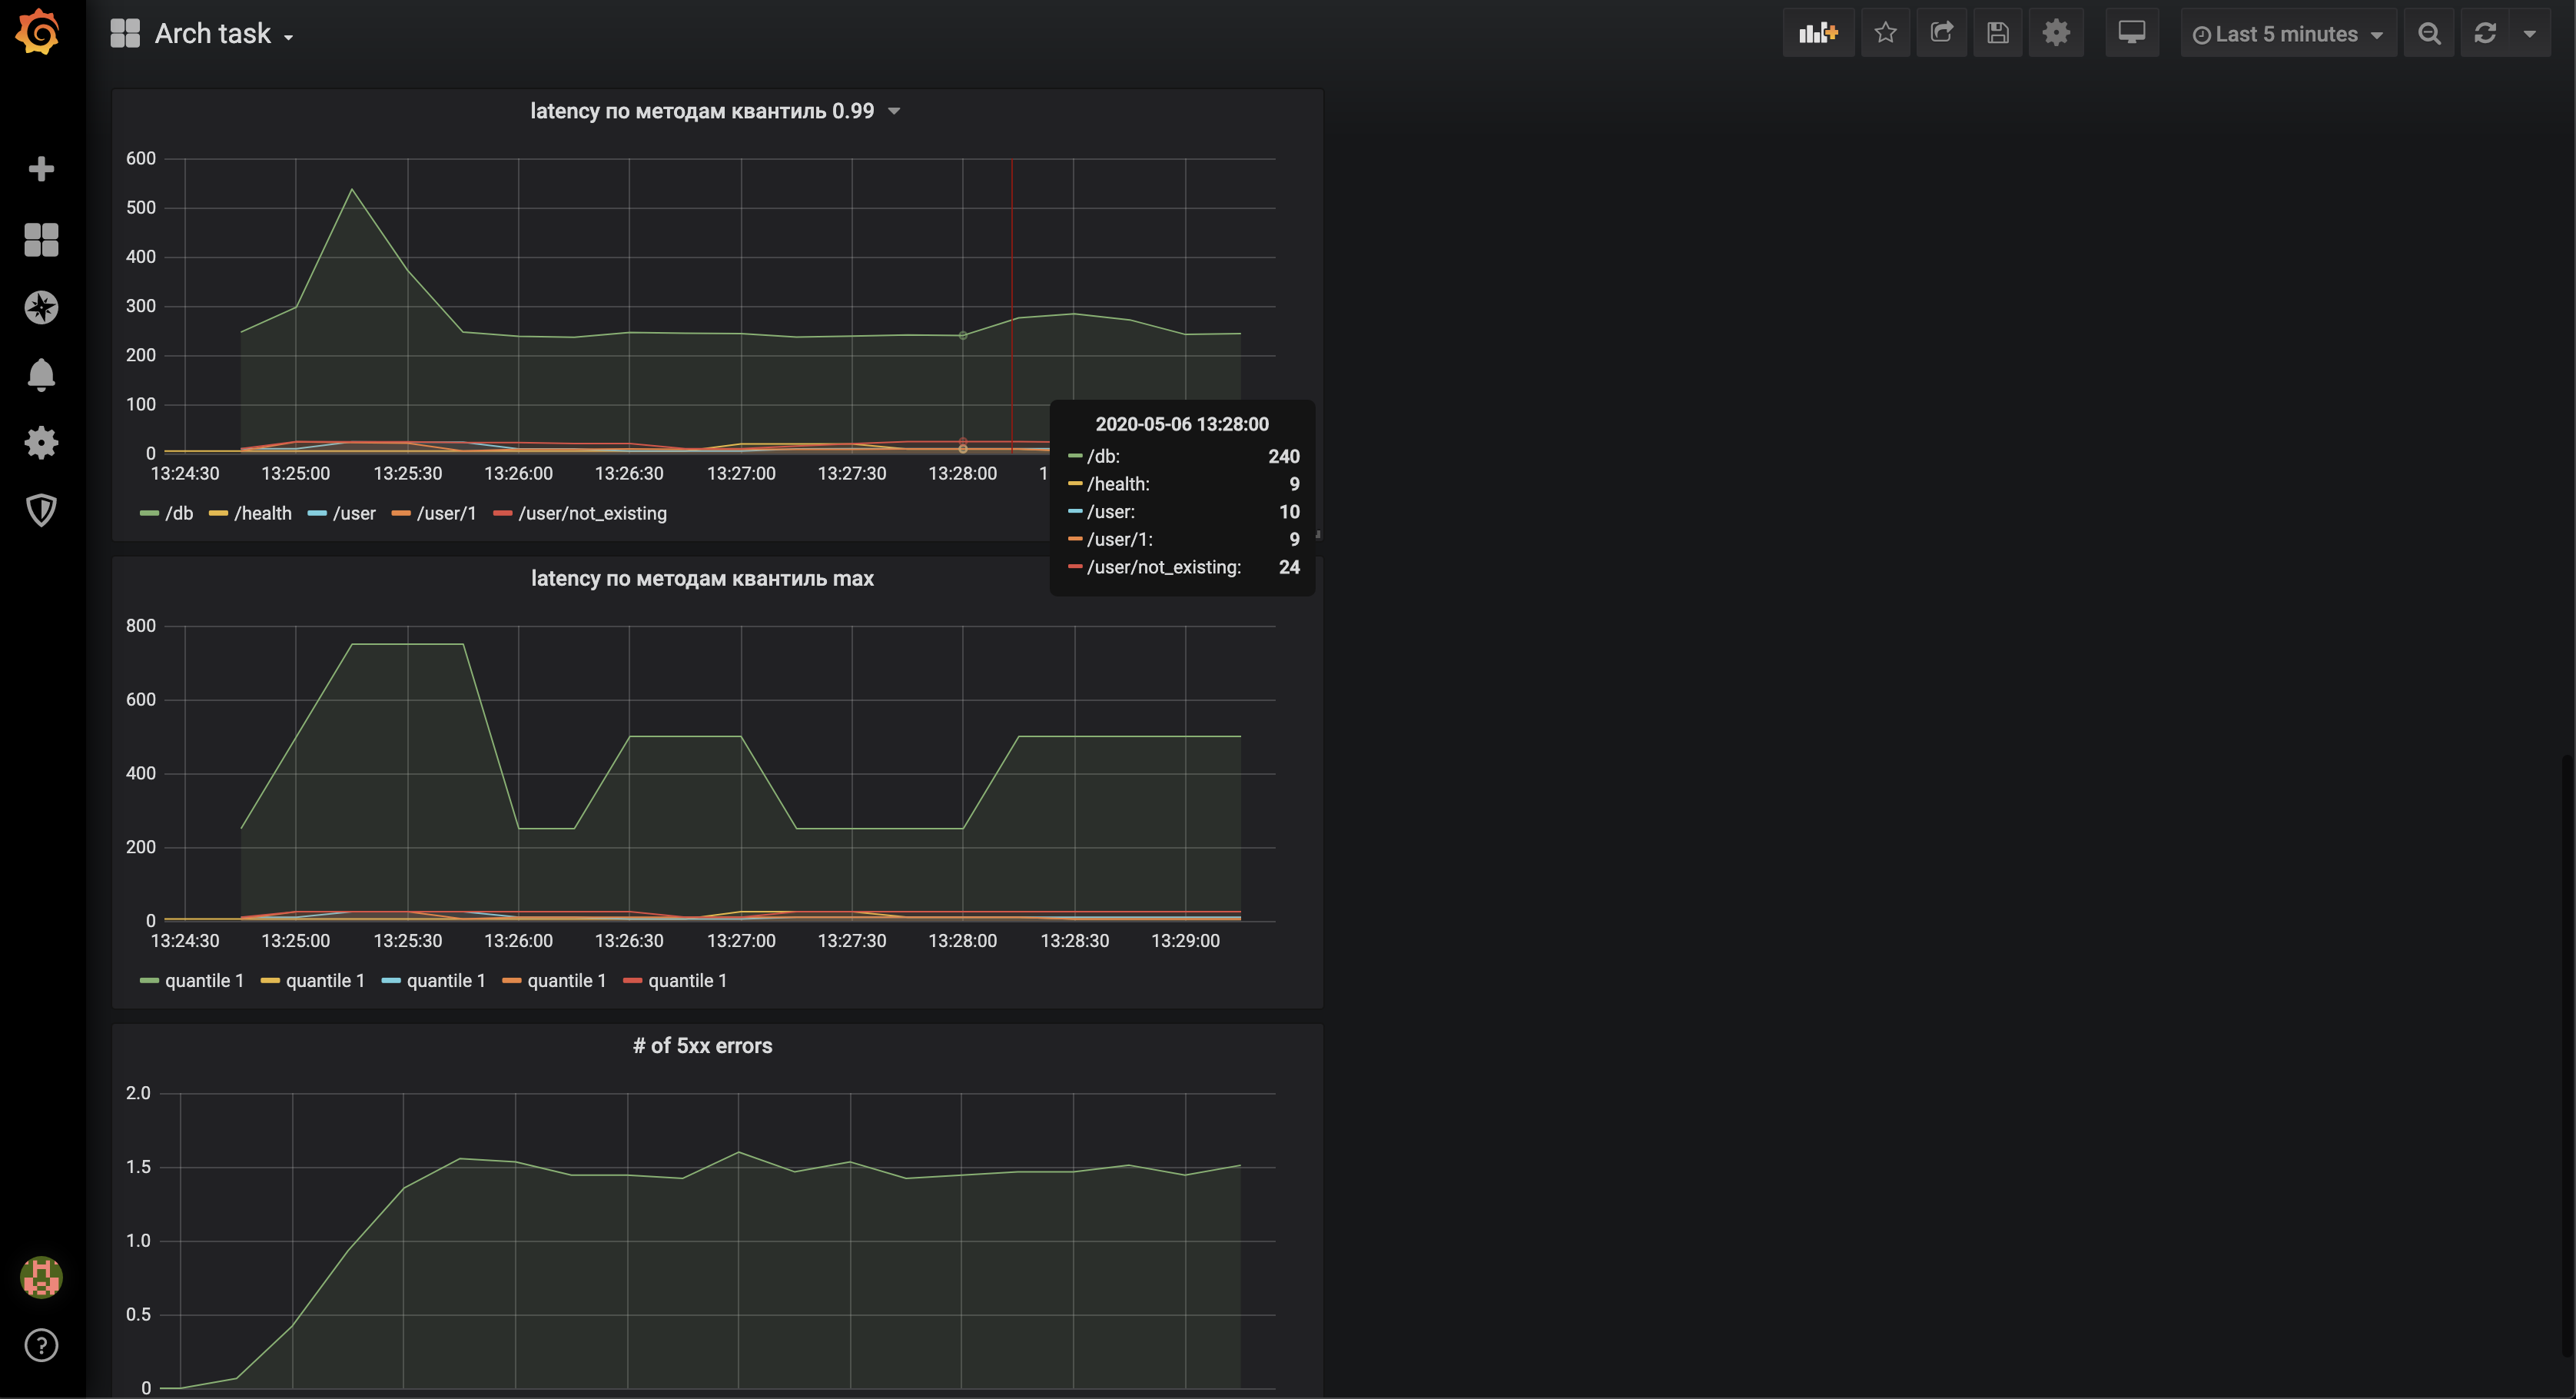 Arch task
Last 5 minutes
latency по методам квантиль 0.99
600
500
400
300
200
100
0
13:24:30 13:25:00 13:25:30 13:26:00 13:26:30 13:27:00 13:27:30 13:28:00 1
/db /health /user /user/1 /user/not_existing
2020-05-06 13:28:00
/db: 240
/health: 9
/user: 10
/user/1: 9
/user/not_existing: 24
latency по методам квантиль max
800
600
400
200
0
13:24:30 13:25:00 13:25:30 13:26:00 13:26:30 13:27:00 13:27:30 13:28:00 13:28:30 13:29:00
quantile 1 quantile 1 quantile 1 quantile 1 quantile 1
# of 5xx errors
2.0
1.5
1.0
0.5
0